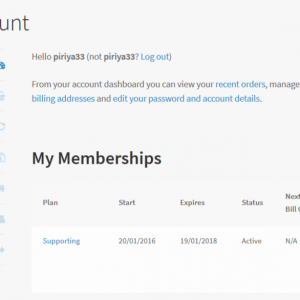 unt
Hello piriya33 (not piriya33? Log out)
From your account dashboard you can view your recent orders, manage
billing addresses and edit your password and account details.
My Memberships
Next
Plan Start Expires Status
Bill
Supporting 20/01/2016 19/01/2018 Active N/A